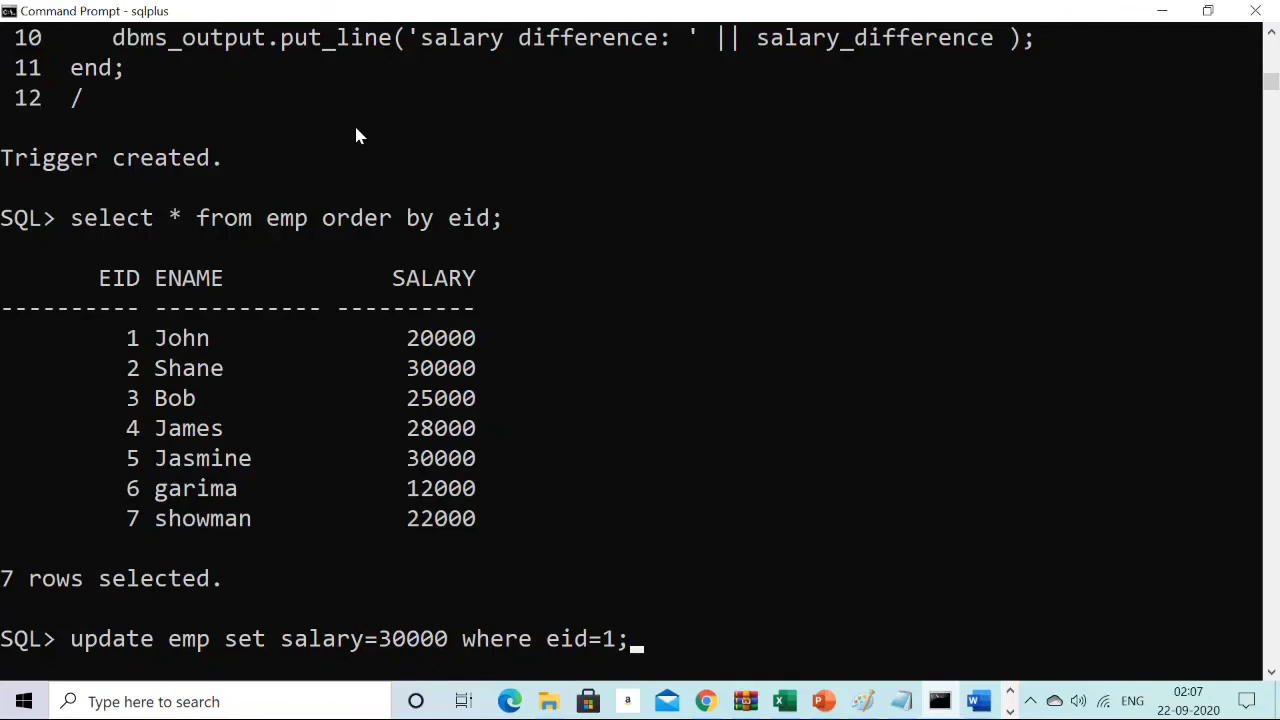 Command Prompt - sqlplus
10 dbms_output.put_line('salary difference: ' || salary_difference );
11 end;
12 /
Trigger created.
SQL> select * from emp order by eid;
EID ENAME SALARY
---------- ------------ ----------
1 John 20000
2 Shane 30000
3 Bob 25000
4 James 28000
5 Jasmine 30000
6 garima 12000
7 showman 22000
7 rows selected.
SQL> update emp set salary=30000 where eid=1;
Type here to search
a
ENG
02:07
22-09-2020